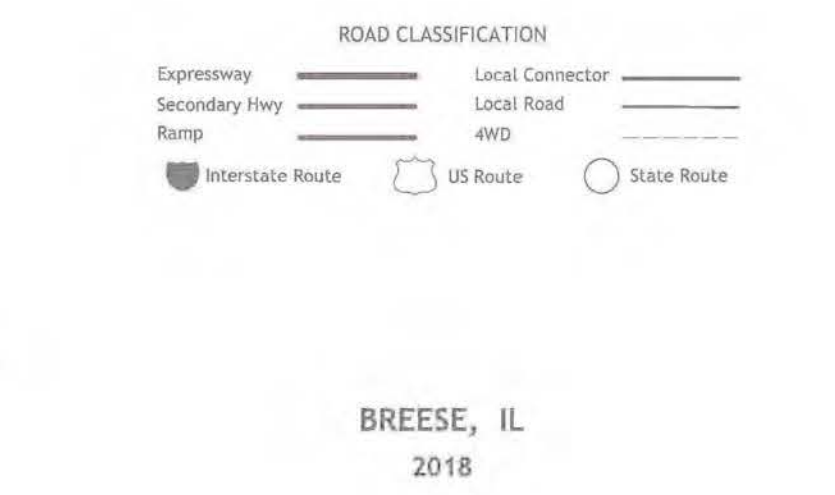 ROAD CLASSIFICATION
Expressway Local Connector
Secondary Hwy Local Road
Ramp 4WD
Interstate Route US Route State Route
BREESE, IL
2018